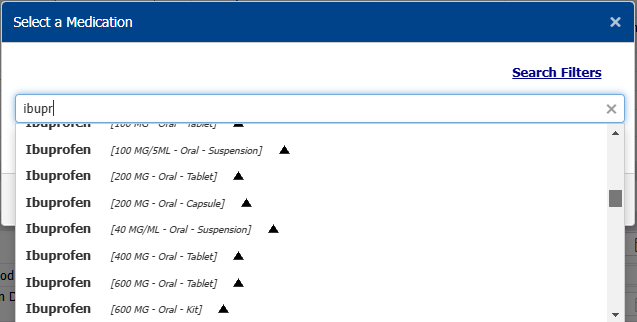 Select a Medication ×
Search Filters
ibupr ×
Ibuprofen [100 MG - Oral - Tablet] ▲
Ibuprofen [100 MG/5ML - Oral - Suspension] ▲
Ibuprofen [200 MG - Oral - Tablet] ▲
Ibuprofen [200 MG - Oral - Capsule] ▲
Ibuprofen [40 MG/ML - Oral - Suspension] ▲
Ibuprofen [400 MG - Oral - Tablet] ▲
Ibuprofen [600 MG - Oral - Tablet] ▲
Ibuprofen [600 MG - Oral - Kit] ▲